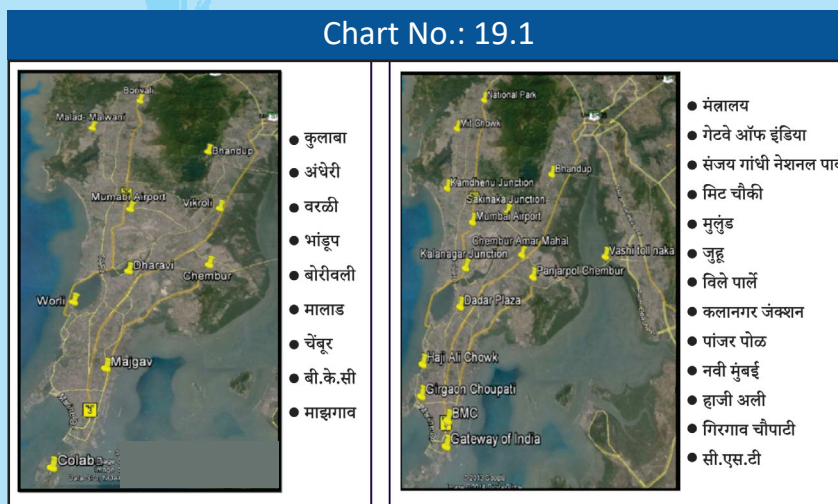 Chart No.: 19.1
Borivali
Malad- Malwani
Bhandup
Mumabi Airport
Vikroli
Dharavi
Chembur
Worli
Majgav
Colaba
• कुलाबा
• अंधेरी
• वरळी
• भांडूप
• बोरीवली
• मालाड
• चेंबूर
• बी.के.सी
• माझगाव
National Park
Mit Chowk
Bhandup
Kamdhenu Junction
Sakinaka Junction
Mumbai Airport
Chembur Amar Mahal
Kalanagar Junction
Vashi toll naka
Panjarpol Chembur
Dadar Plaza
Haji Ali Chowk
Girgaon Choupati
BMC
Gateway of India
• मंत्रालय
• गेटवे ऑफ इंडिया
• संजय गांधी नेशनल पार्क
• मिट चौकी
• मुलुंड
• जुहू
• विले पार्ले
• कलानगर जंक्शन
• पांजर पोळ
• नवी मुंबई
• हाजी अली
• गिरगाव चौपाटी
• सी.एस.टी